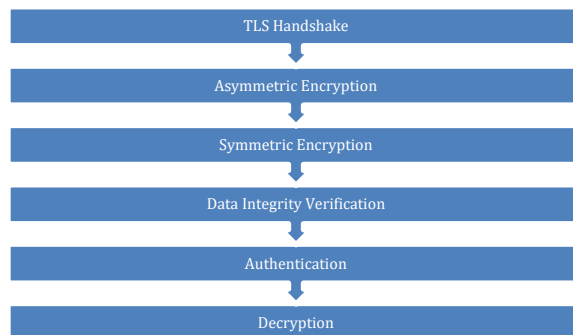 TLS Handshake
Asymmetric Encryption
Symmetric Encryption
Data Integrity Verification
Authentication
Decryption